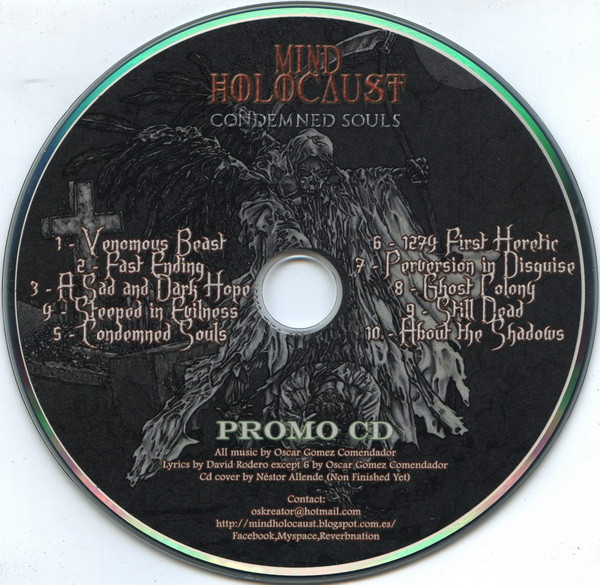 MIND
HOLOCAUST
CONDEMNED SOULS
1 - Venomous Beast
2 - Fast Ending
3 - A Sad and Dark Hope
4 - Steeped in Evilness
5 - Condemned Souls
6 - 1279 First Heretic
7 - Perversion in Disguise
8 - Ghost Colony
9 - Still Dead
10. - About the Shadows
PROMO CD
All music by Oscar Gomez Comendador
Lyrics by David Rodero except 6 by Oscar Gomez Comendador
Cd cover by Néstor Allende (Non Finished Yet)
Contact:
oskreator@hotmail.com
http://mindholocaust.blogspot.com.es/
Facebook,Myspace,Reverbnation